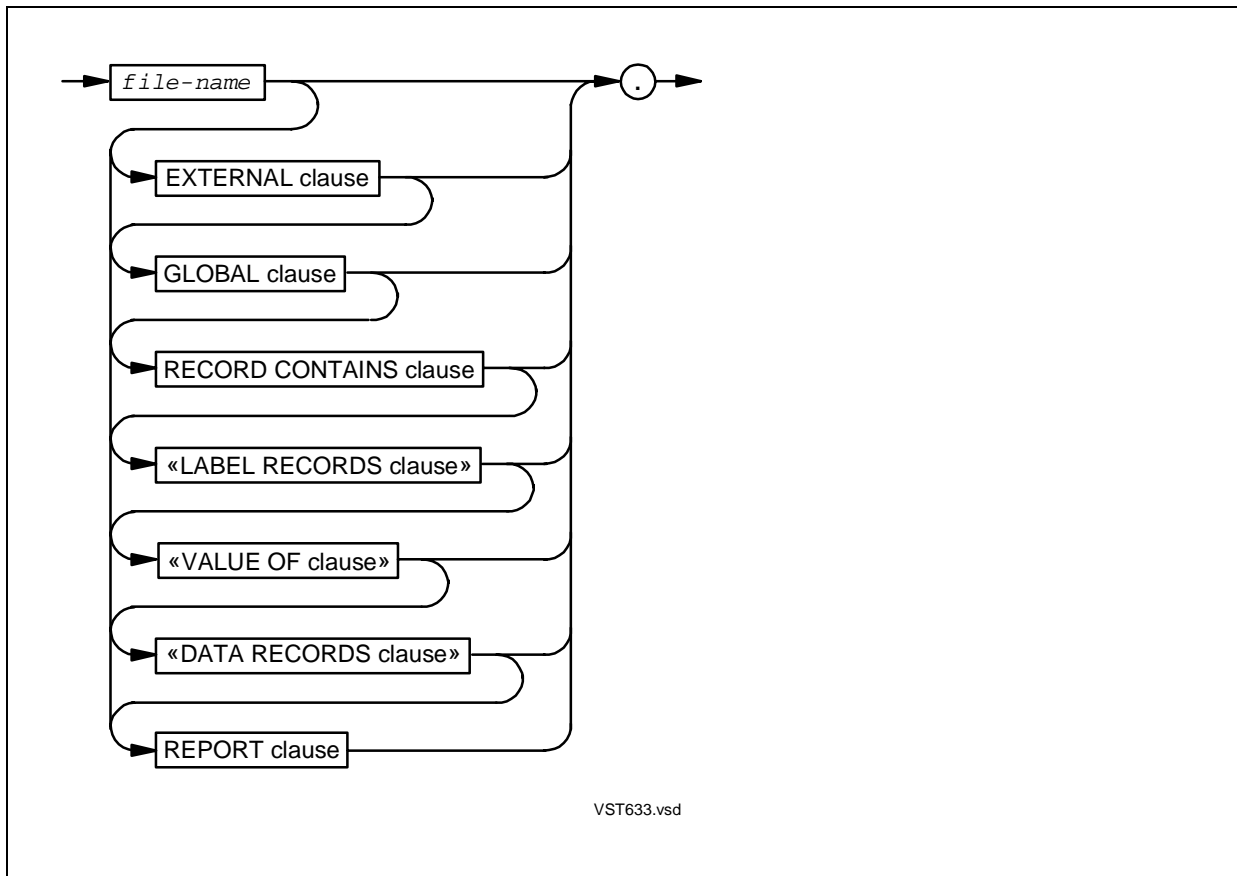 file-name .
EXTERNAL clause
GLOBAL clause
RECORD CONTAINS clause
«LABEL RECORDS clause»
«VALUE OF clause»
«DATA RECORDS clause»
REPORT clause
VST633.vsd